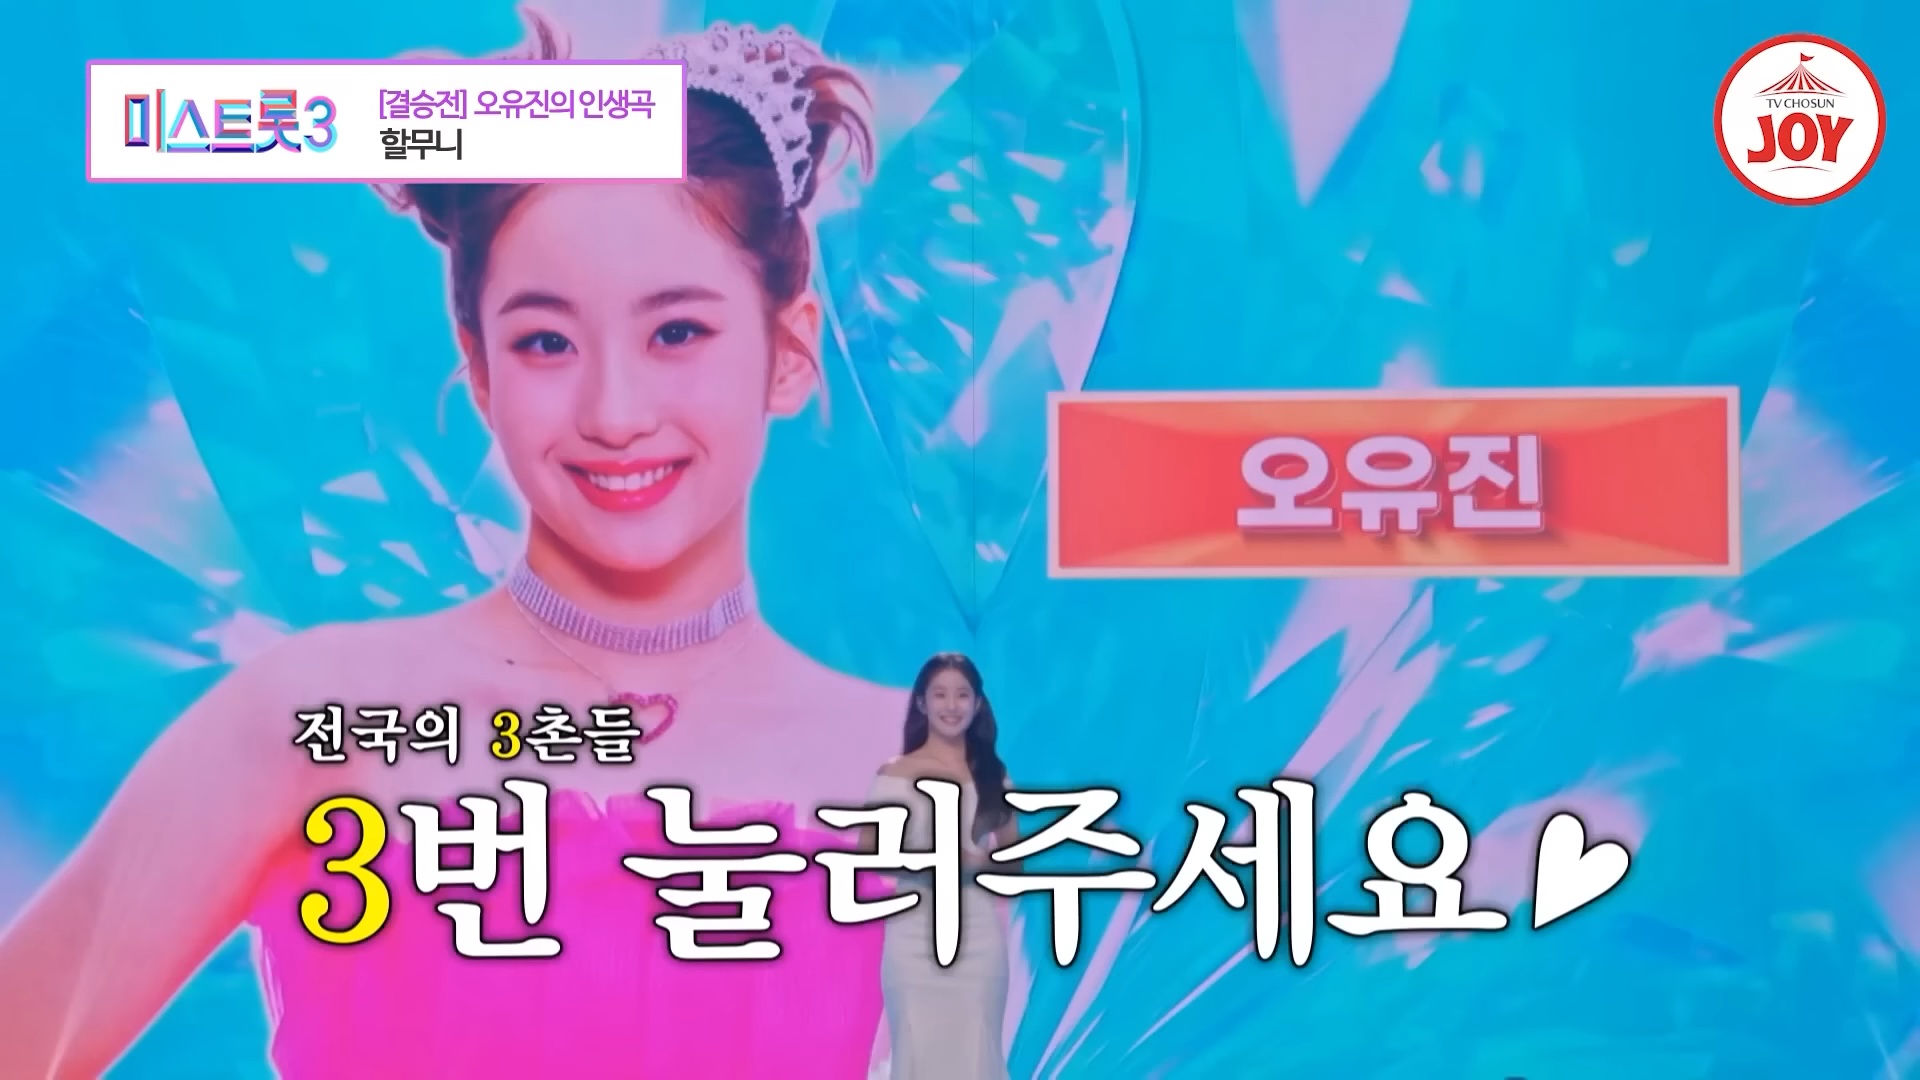 미스트롯3
[결승전] 오유진의 인생곡
할무니
TV CHOSUN
JOY
오유진
전국의 3촌들
3번 눌러주세요